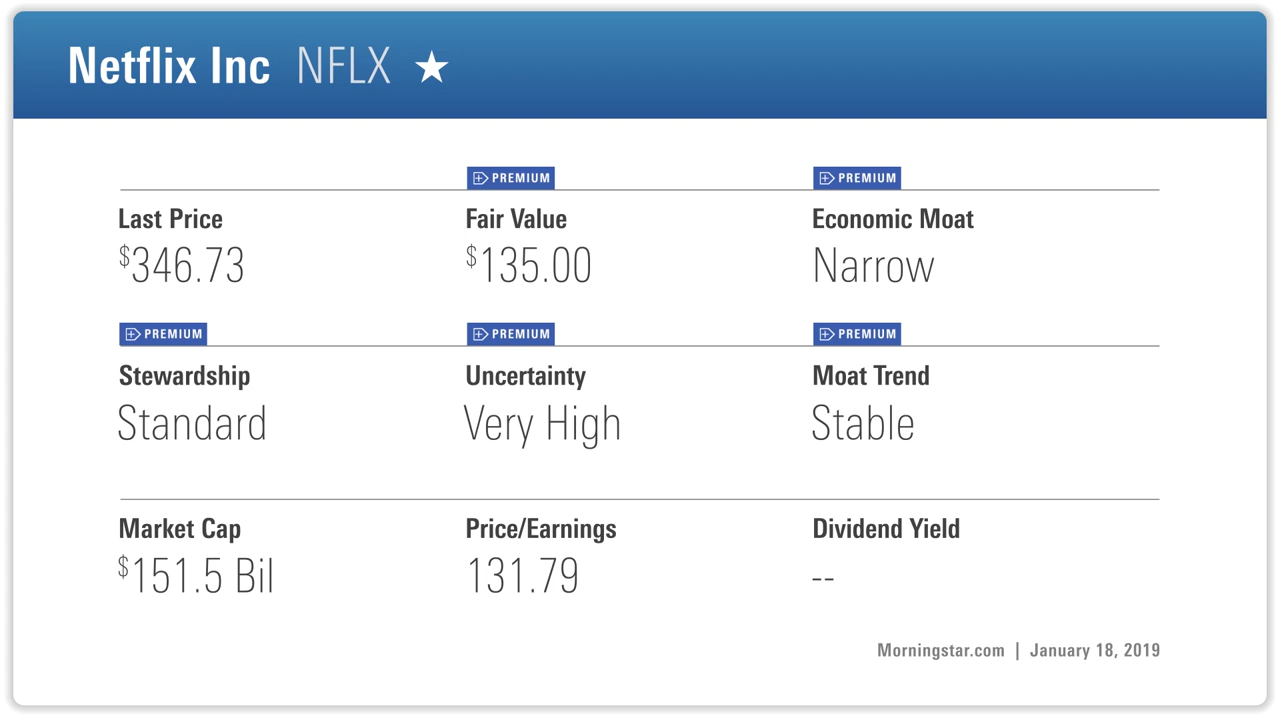 Netflix Inc NFLX ★
PREMIUM PREMIUM
Last Price Fair Value Economic Moat
$346.73 $135.00 Narrow
PREMIUM PREMIUM PREMIUM
Stewardship Uncertainty Moat Trend
Standard Very High Stable
Market Cap Price/Earnings Dividend Yield
$151.5 Bil 131.79 --
Morningstar.com | January 18, 2019